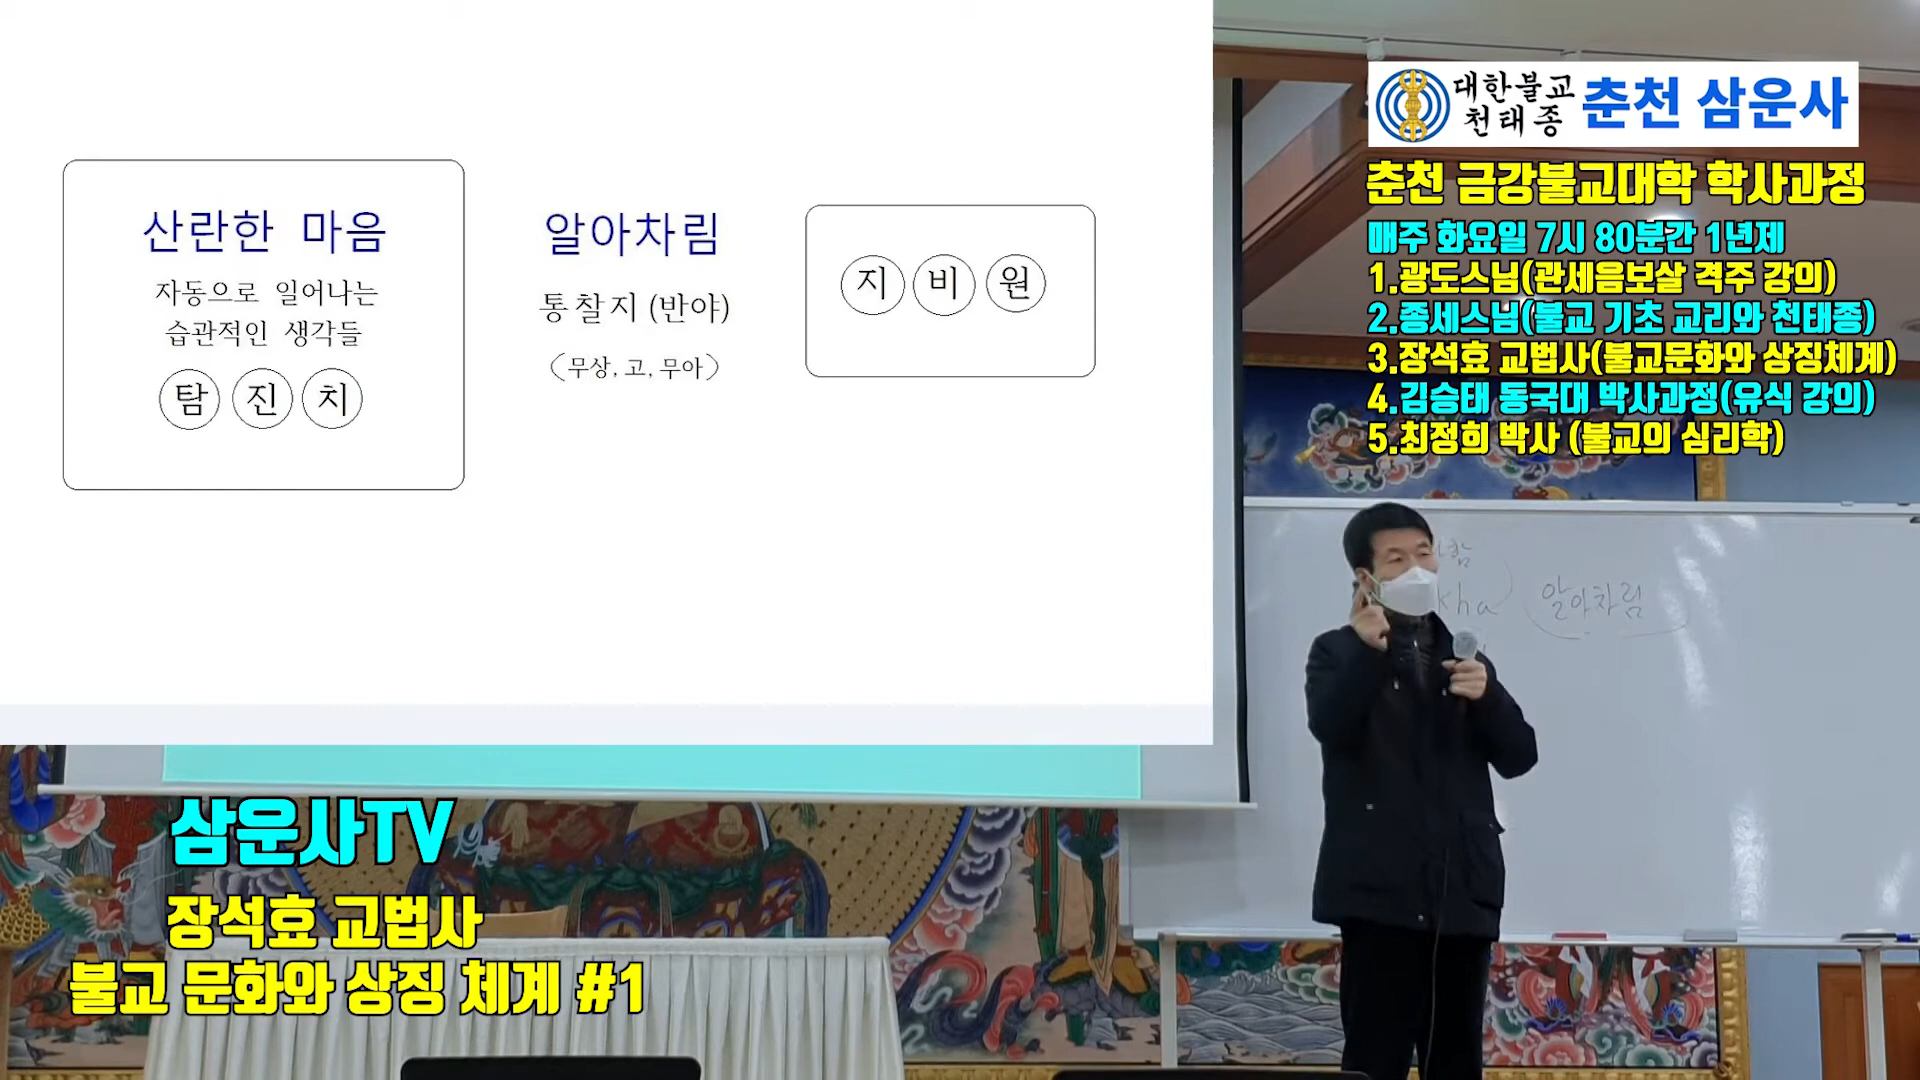 산란한 마음
자동으로 일어나는
습관적인 생각들
탐 진 치
알아차림
통찰지 (반야)
(무상, 고, 무아)
지 비 원
대한불교
천태종
춘천 삼운사
춘천 금강불교대학 학사과정
매주 화요일 7시 80분간 1년제
1.광도스님(관세음보살 격주 강의)
2.종세스님(불교 기초 교리와 천태종)
3.장석효 교법사(불교문화와 상징체계)
4.김승태 동국대 박사과정(유식 강의)
5.최정희 박사 (불교의 심리학)
kha
알아차림
삼운사TV
장석효 교법사
불교 문화와 상징 체계 #1